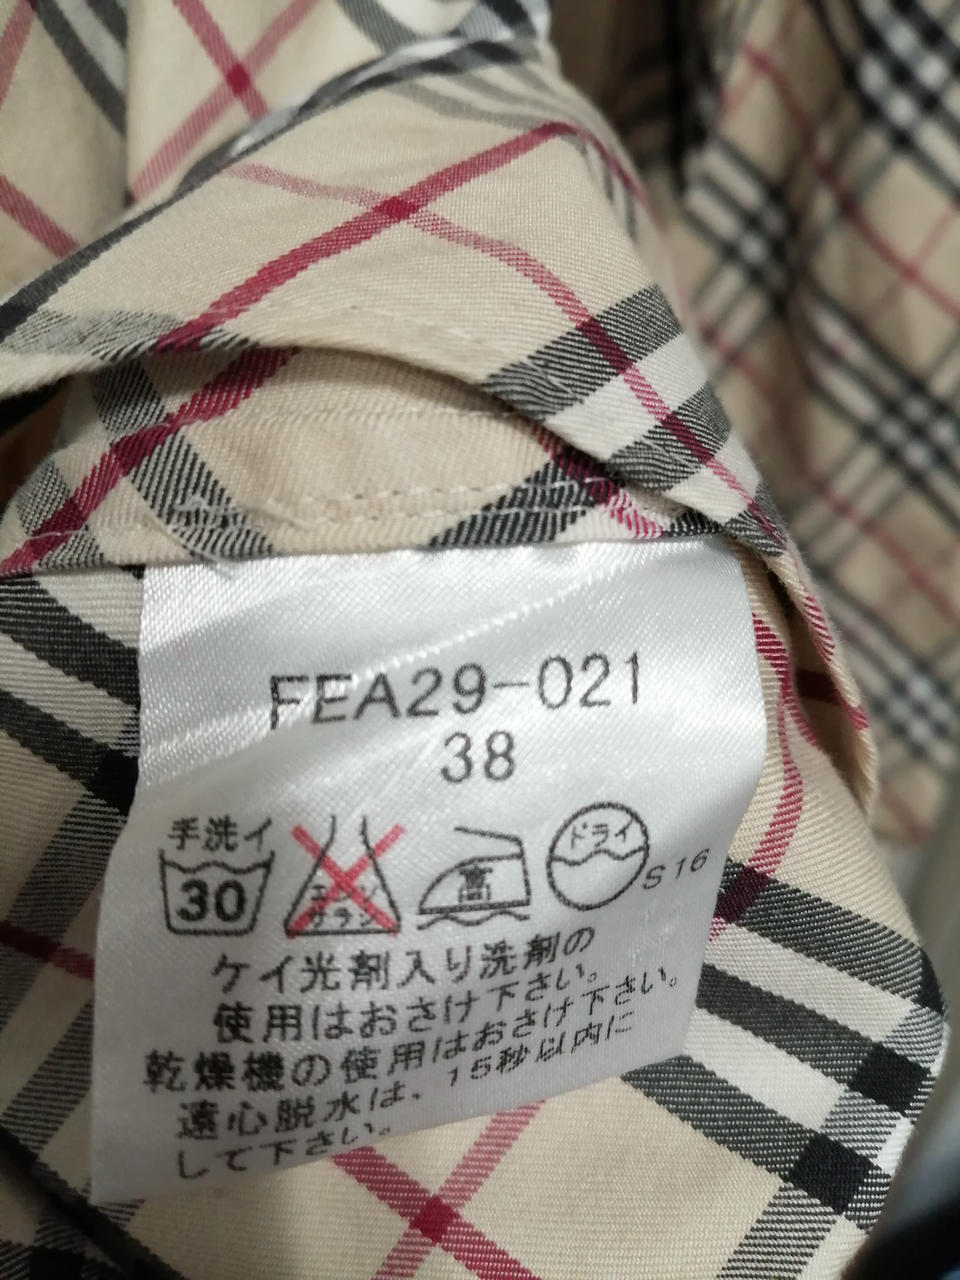 FEA29-021
38
手洗イ
30
エンソ
サラシ
高
ドライ
S16
ケイ光剤入り洗剤の
使用はおさけ下さい。
乾燥機の使用はおさけ下さい。
遠心脱水は、15秒以内に
して下さい。